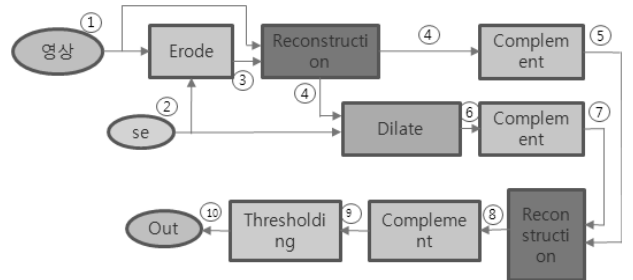 ①
영상
Erode
③
Reconstructi
on
④
Complem
ent
⑤
②
se
④
Dilate
⑥
Complem
ent
⑦
Out
⑩
Thresholdi
ng
⑨
Compleme
nt
⑧
Recon
structi
on